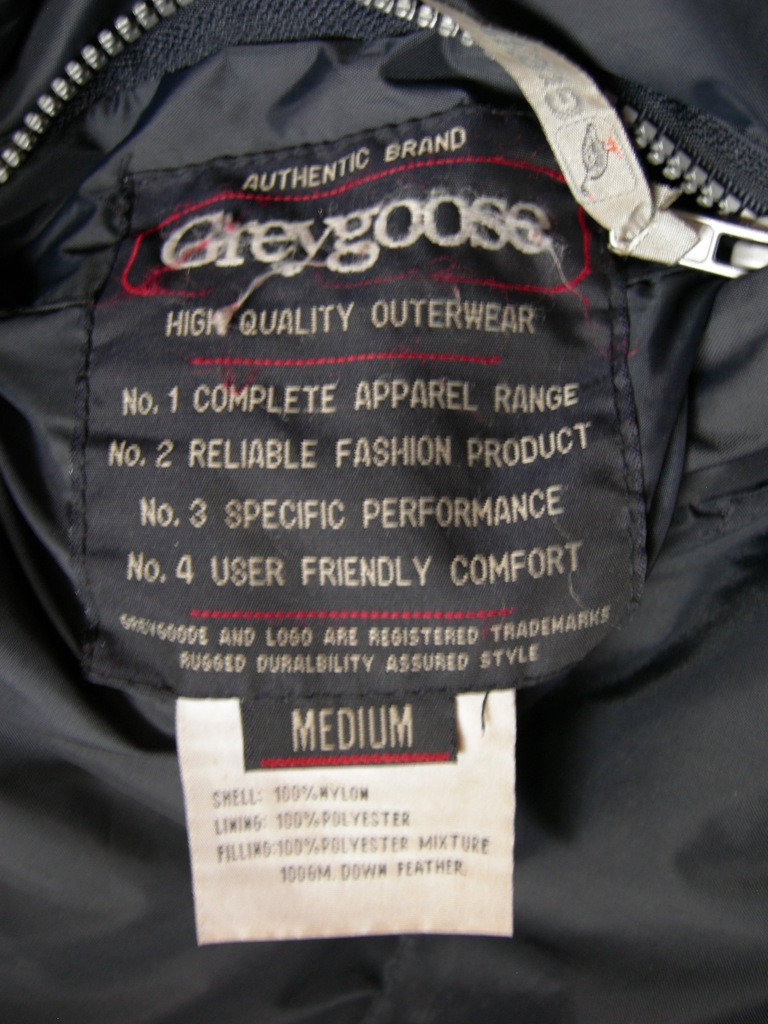 AUTHENTIC BRAND
Greygoose
HIGH QUALITY OUTERWEAR
No. 1 COMPLETE APPAREL RANGE
No. 2 RELIABLE FASHION PRODUCT
No. 3 SPECIFIC PERFORMANCE
No. 4 USER FRIENDLY COMFORT
GREYGOODE AND LOGO ARE REGISTERED TRADEMARKS
RUGGED DURALBILITY ASSURED STYLE
MEDIUM
SHELL: 100%NYLON
LINING: 100%POLYESTER
FILLING:100%POLYESTER MIXTURE
100GM. DOWN FEATHER.